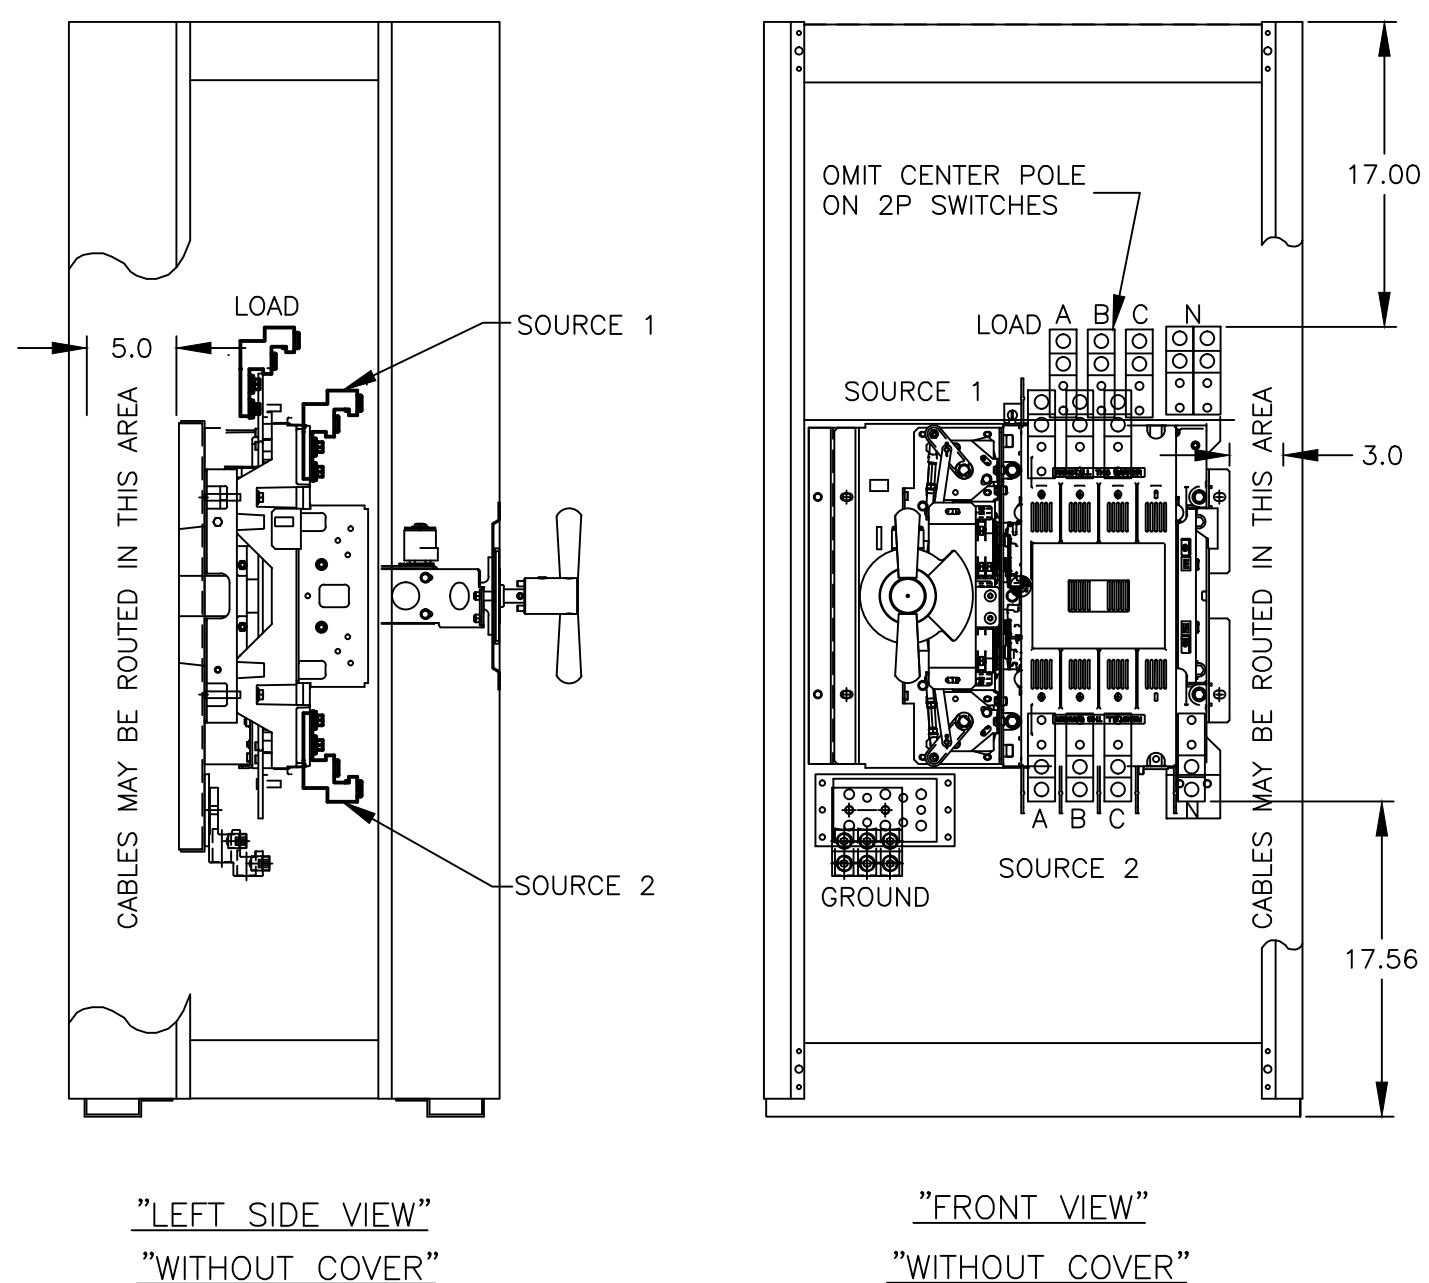 OMIT CENTER POLE
ON 2P SWITCHES
17.00
LOAD
SOURCE 1
5.0
CABLES MAY BE ROUTED IN THIS AREA
SOURCE 2
LOAD
A B C N
SOURCE 1
3.0
CABLES MAY BE ROUTED IN THIS AREA
A B C N
SOURCE 2
GROUND
17.56
"LEFT SIDE VIEW"
"WITHOUT COVER"
"FRONT VIEW"
"WITHOUT COVER"